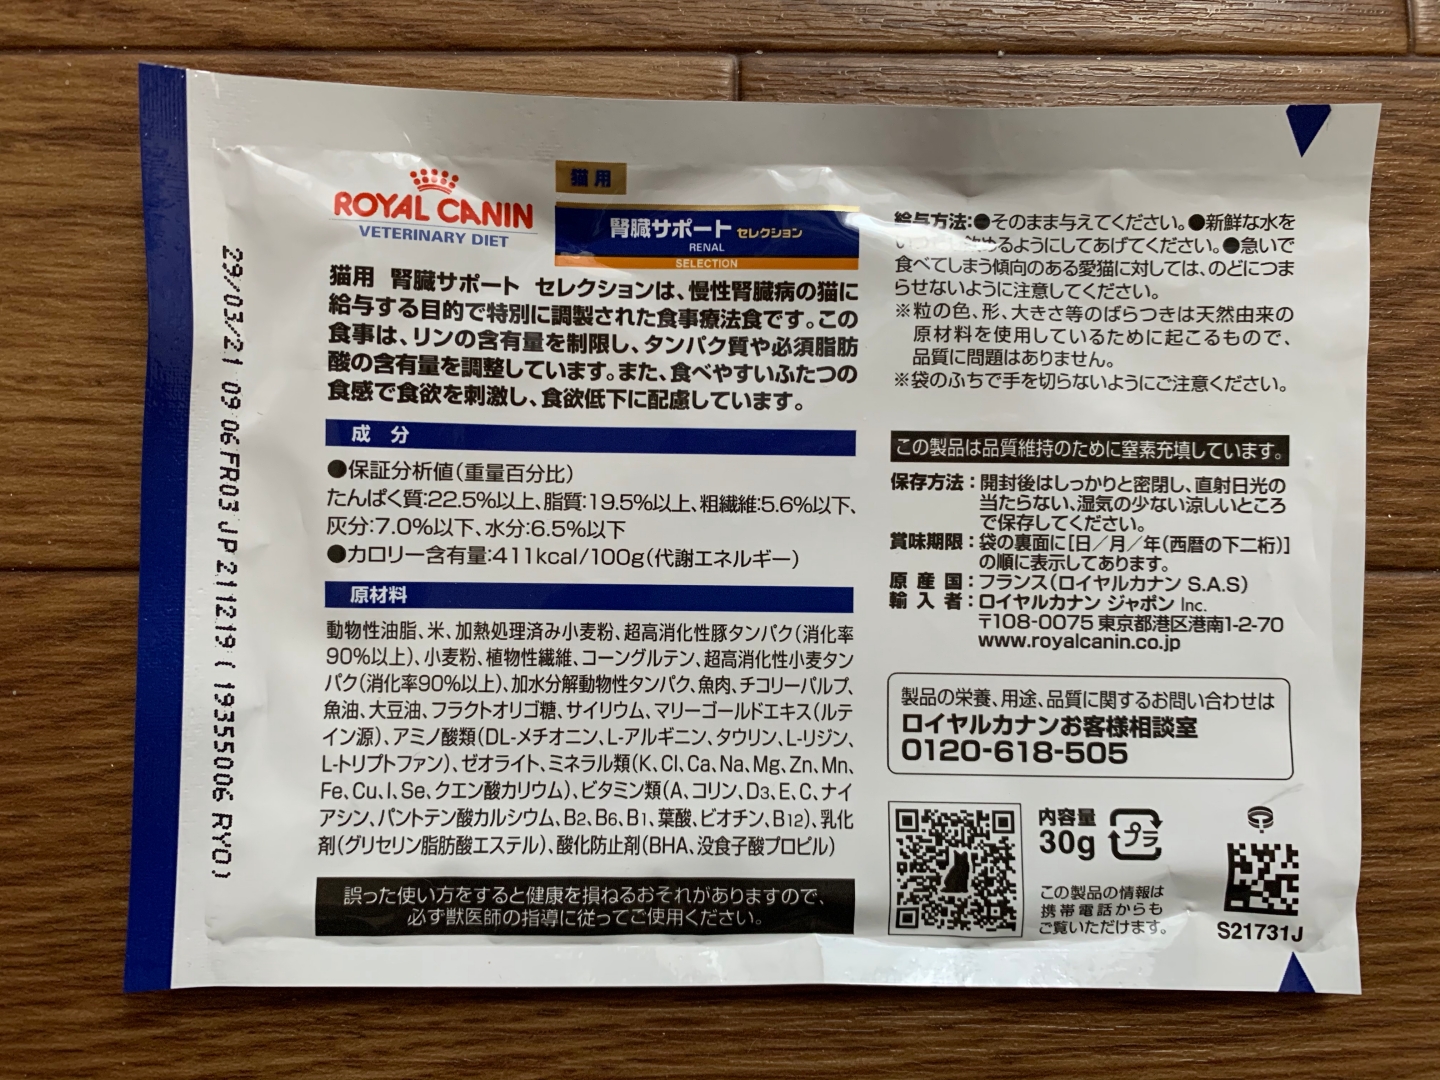 ROYAL CANIN
VETERINARY DIET
猫用
腎臓サポート セレクション
RENAL
SELECTION
猫用 腎臓サポート セレクションは、慢性腎臓病の猫に
給与する目的で特別に調製された食事療法食です。この
食事は、リンの含有量を制限し、タンパク質や必須脂肪
酸の含有量を調整しています。また、食べやすいふたつの
食感で食欲を刺激し、食欲低下に配慮しています。
成 分
●保証分析値(重量百分比)
たんぱく質:22.5%以上、脂質:19.5%以上、粗繊維:5.6%以下、
灰分:7.0%以下、水分:6.5%以下
●カロリー含有量:411kcal/100g(代謝エネルギー)
原材料
動物性油脂、米、加熱処理済み小麦粉、超高消化性豚タンパク(消化率
90%以上)、小麦粉、植物性繊維、コーングルテン、超高消化性小麦タン
パク(消化率90%以上)、加水分解動物性タンパク、魚肉、チコリーパルプ、
魚油、大豆油、フラクトオリゴ糖、サイリウム、マリーゴールドエキス(ルテ
イン源)、アミノ酸類(DL-メチオニン、L-アルギニン、タウリン、L-リジン、
L-トリプトファン)、ゼオライト、ミネラル類(K、Cl、Ca、Na、Mg、Zn、Mn、
Fe、Cu、I、Se、クエン酸カリウム)、ビタミン類(A、コリン、D3、E、C、ナイ
アシン、パントテン酸カルシウム、B2、B6、B1、葉酸、ビオチン、B12)、乳化
剤(グリセリン脂肪酸エステル)、酸化防止剤(BHA、没食子酸プロピル)
誤った使い方をすると健康を損ねるおそれがありますので、
必ず獣医師の指導に従ってご使用ください。
給与方法:●そのまま与えてください。●新鮮な水を
めるようにしてあげてください。●急いで
食べてしまう傾向のある愛猫に対しては、のどにつま
らせないように注意してください。
※粒の色、形、大きさ等のばらつきは天然由来の
原材料を使用しているために起こるもので、
品質に問題はありません。
※袋のふちで手を切らないようにご注意ください。
この製品は品質維持のために窒素充填しています。
保存方法:開封後はしっかりと密閉し、直射日光の
当たらない、湿気の少ない涼しいところ
で保存してください。
賞味期限:袋の裏面に[日/月/年(西暦の下二桁)]
の順に表示してあります。
原産国:フランス(ロイヤルカナン S.A.S)
輸入者:ロイヤルカナン ジャポン Inc.
〒108-0075 東京都港区港南1-2-70
www.royalcanin.co.jp
製品の栄養、用途、品質に関するお問い合わせは
ロイヤルカナンお客様相談室
0120-618-505
内容量
30g
プラ
この製品の情報は
携帯電話からも
ご覧いただけます。
S21731J
29/03/21 09 06 FR03 JP 211219 ( 19355006 RYO )